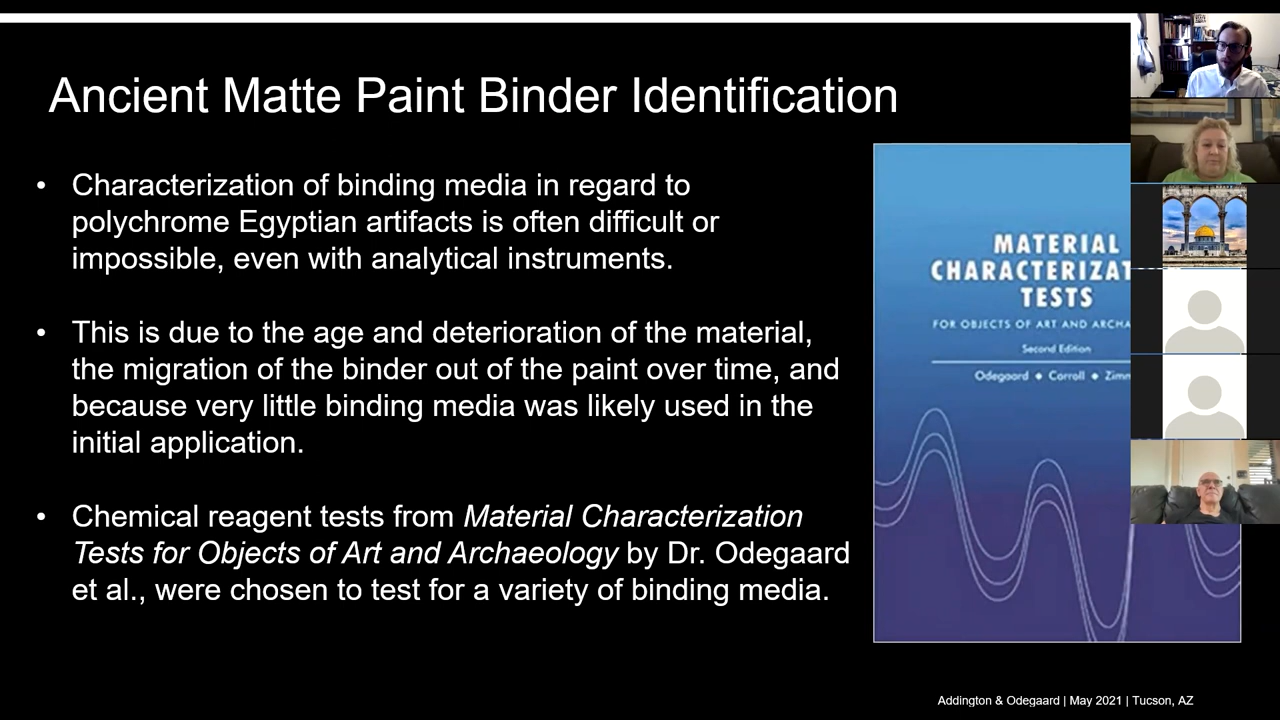 Ancient Matte Paint Binder Identification
• Characterization of binding media in regard to
polychrome Egyptian artifacts is often difficult or
impossible, even with analytical instruments.
• This is due to the age and deterioration of the material,
the migration of the binder out of the paint over time, and
because very little binding media was likely used in the
initial application.
• Chemical reagent tests from Material Characterization
Tests for Objects of Art and Archaeology by Dr. Odegaard
et al., were chosen to test for a variety of binding media.
MATERIAL
CHARACTERIZAT
TESTS
FOR OBJECTS OF ART AND ARCHA
Second Edition
Odegaard ◆ Carroll ◆ Zimm
Addington & Odegaard | May 2021 | Tucson, AZ